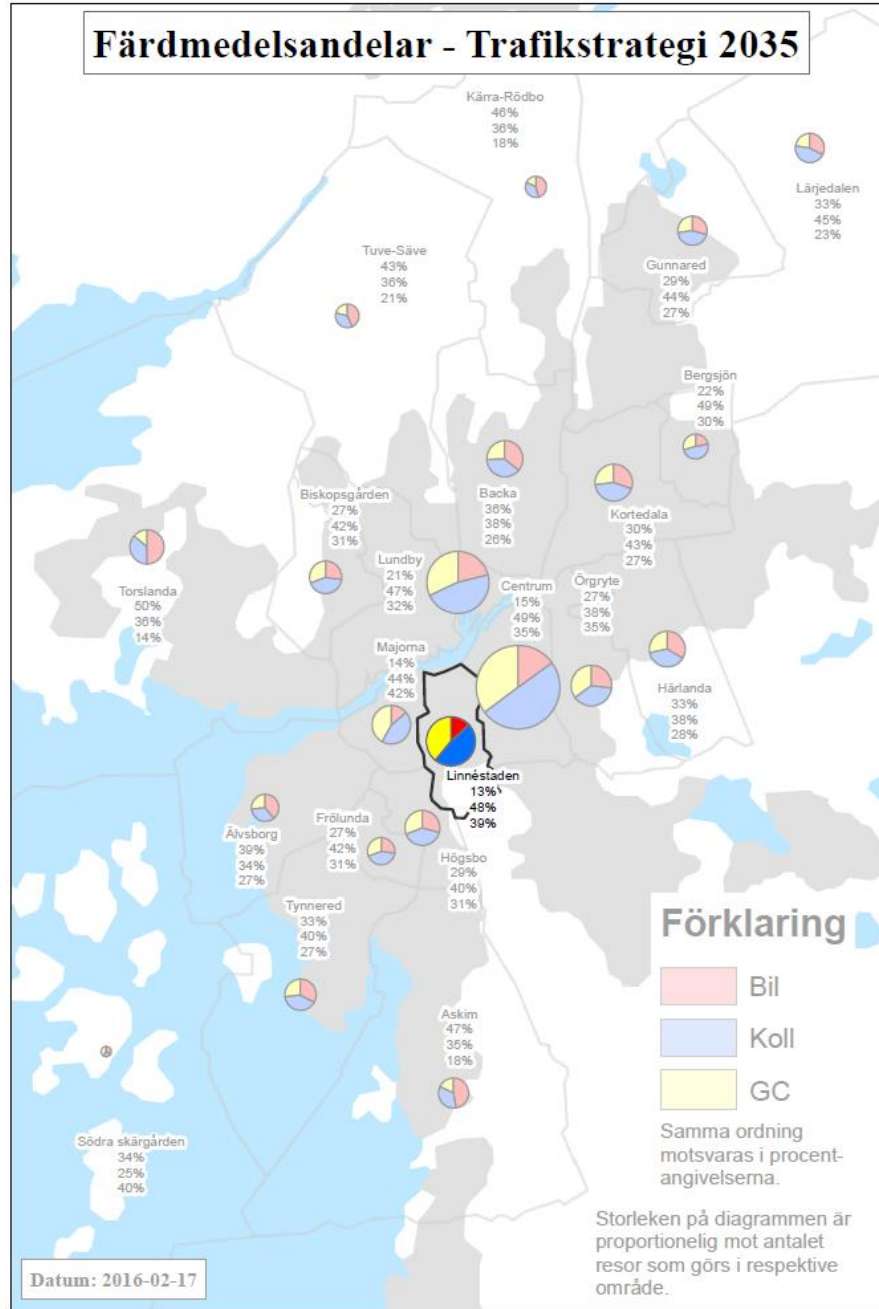 Färdmedelsandelar - Trafikstrategi 2035
Kärra-Rödbo
46%
36%
18%
Lärjedalen
33%
45%
23%
Tuve-Säve
43%
36%
21%
Gunnared
29%
44%
27%
Bergsjön
22%
49%
30%
Backa
36%
38%
26%
Biskopsgården
27%
42%
31%
Kortedala
30%
43%
27%
Torslanda
50%
36%
14%
Lundby
21%
47%
32%
Centrum
15%
49%
35%
Örgryte
27%
38%
35%
Majorna
14%
44%
42%
Härlanda
33%
38%
28%
Linnéstaden
13%
48%
39%
Älvsborg
39%
34%
27%
Frölunda
27%
42%
31%
Högsbo
29%
40%
31%
Tynnered
33%
40%
27%
Askim
47%
35%
18%
Södra skärgården
34%
25%
40%
Förklaring
Bil
Koll
GC
Samma ordning
motsvaras i procent-
angivelserna.
Storleken på diagrammen är
proportionelig mot antalet
resor som görs i respektive
område.
Datum: 2016-02-17